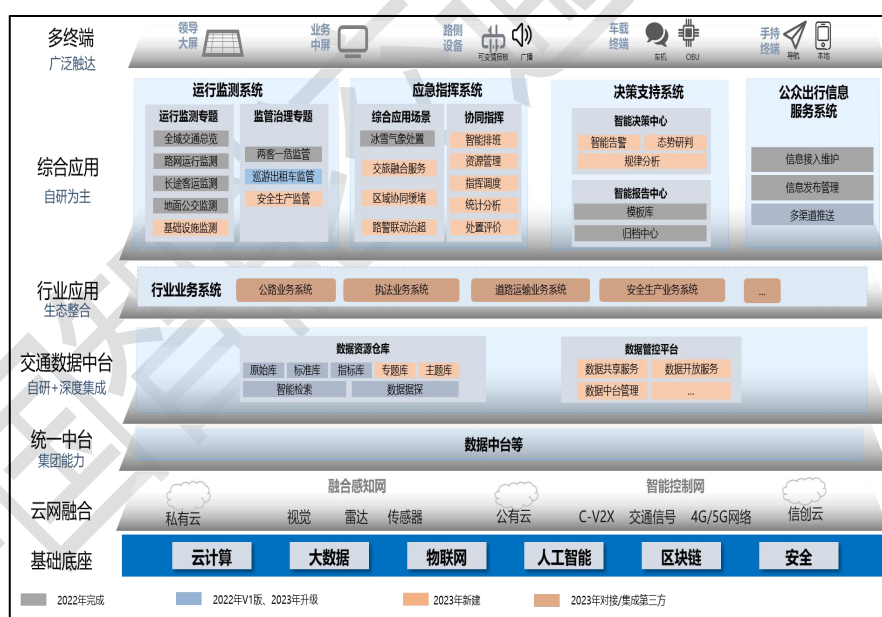 多终端
广泛触达
领导
大屏
业务
中屏
路侧
设备
可变情报板
广播
车载
终端
车机
OBU
手持
终端
导航
本地
综合应用
自研为主
运行监测系统
运行监测专题
全域交通总览
路网运行监测
长途客运监测
地面公交监测
基础设施监测
监管治理专题
两客一危监管
巡游出租车监管
安全生产监管
应急指挥系统
综合应用场景
冰雪气象处置
交旅融合服务
区域协同缓堵
路警联动治超
协同指挥
智能排班
资源管理
指挥调度
统计分析
处置评价
决策支持系统
智能决策中心
智能告警
态势研判
规律分析
智能报告中心
模板库
归档中心
公众出行信息
服务系统
信息接入维护
信息发布管理
多渠道推送
行业应用
生态整合
行业业务系统
公路业务系统
执法业务系统
道路运输业务系统
安全生产业务系统
...
交通数据中台
自研+深度集成
数据资源仓库
原始库
标准库
指标库
专题库
主题库
智能检索
数据据探
数据管控平台
数据共享服务
数据开放服务
数据中台管理
...
统一中台
集团能力
数据中台等
云网融合
私有云
融合感知网
视觉
雷达
传感器
公有云
智能控制网
C-V2X
交通信号
4G/5G网络
信创云
基础底座
云计算
大数据
物联网
人工智能
区块链
安全
2022年完成
2022年V1版、2023年升级
2023年新建
2023年对接/集成第三方